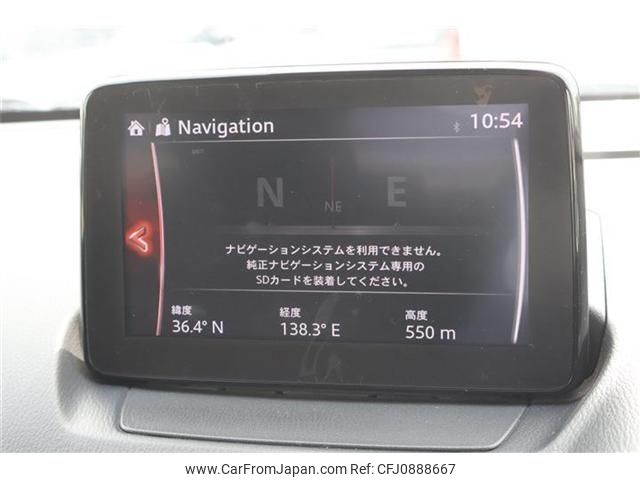 Navigation
10:54
N E
NE
ナビゲーションシステムを利用できません。
純正ナビゲーションシステム専用の
SDカードを装着してください。
緯度 経度 高度
36.4° N 138.3° E 550 m
www.CarFromJapan.com - CFJ0888667